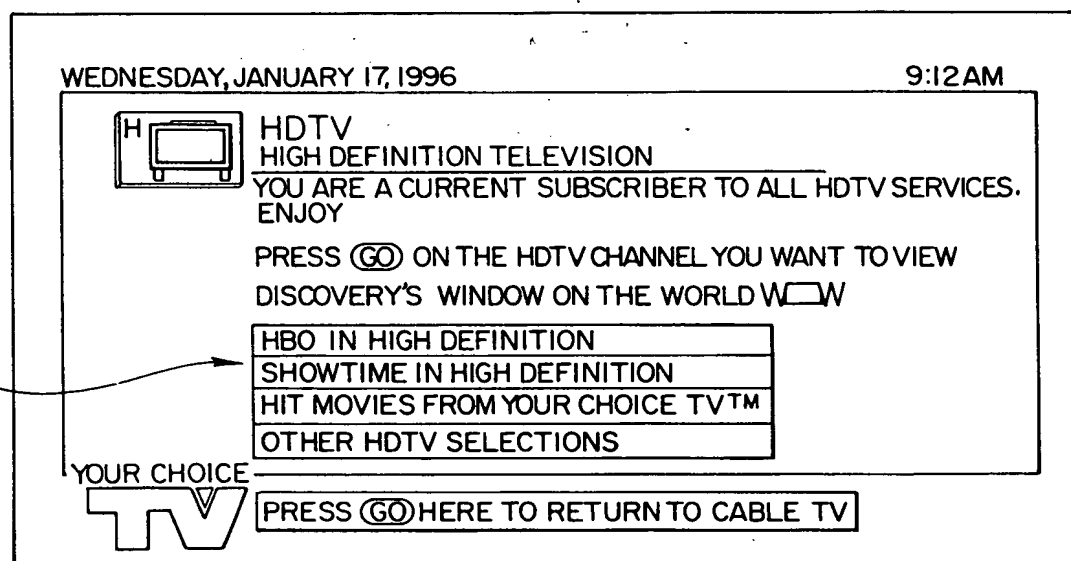 WEDNESDAY, JANUARY 17, 1996 9:12 AM
H
HDTV
HIGH DEFINITION TELEVISION
YOU ARE A CURRENT SUBSCRIBER TO ALL HDTV SERVICES.
ENJOY
PRESS GO ON THE HDTV CHANNEL YOU WANT TO VIEW
DISCOVERY'S WINDOW ON THE WORLD WOW
HBO IN HIGH DEFINITION
SHOWTIME IN HIGH DEFINITION
HIT MOVIES FROM YOUR CHOICE TV™
OTHER HDTV SELECTIONS
YOUR CHOICE
TV
PRESS GO HERE TO RETURN TO CABLE TV